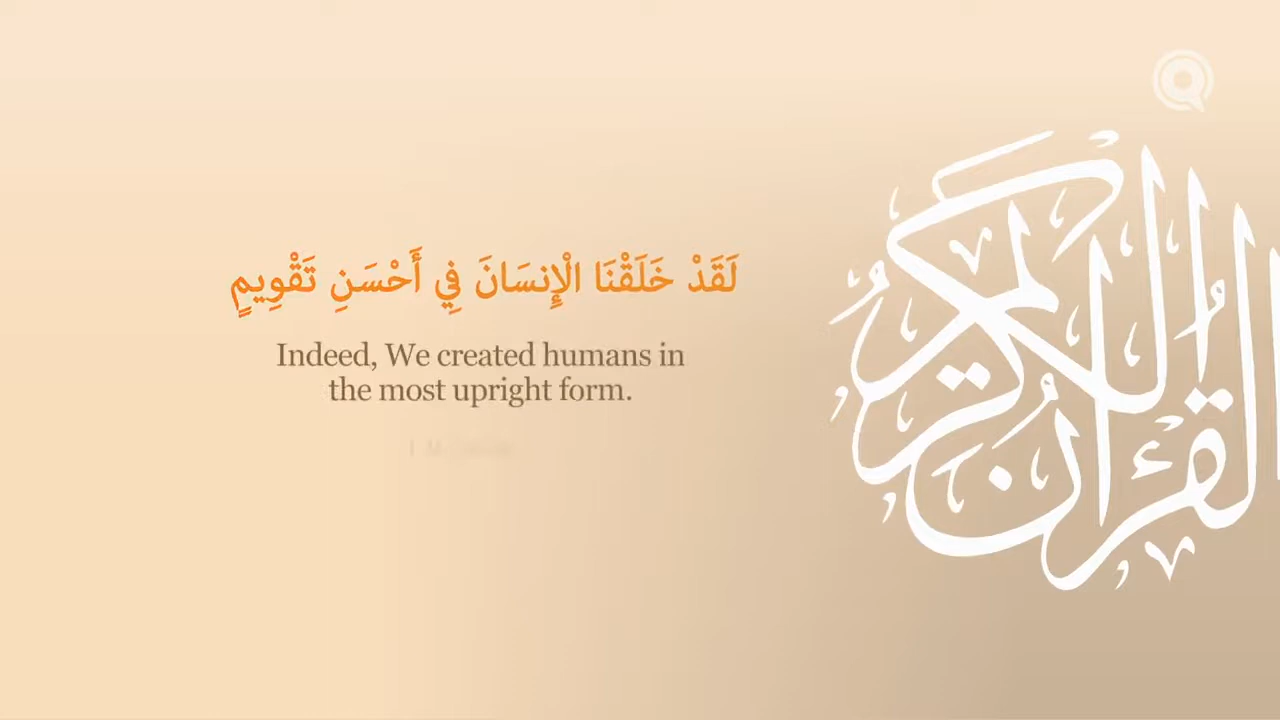 لَقَدْ خَلَقْنَا الْإِنسَانَ فِي أَحْسَنِ تَقْوِيمٍ
Indeed, We created humans in
the most upright form.
القرآن الكريم